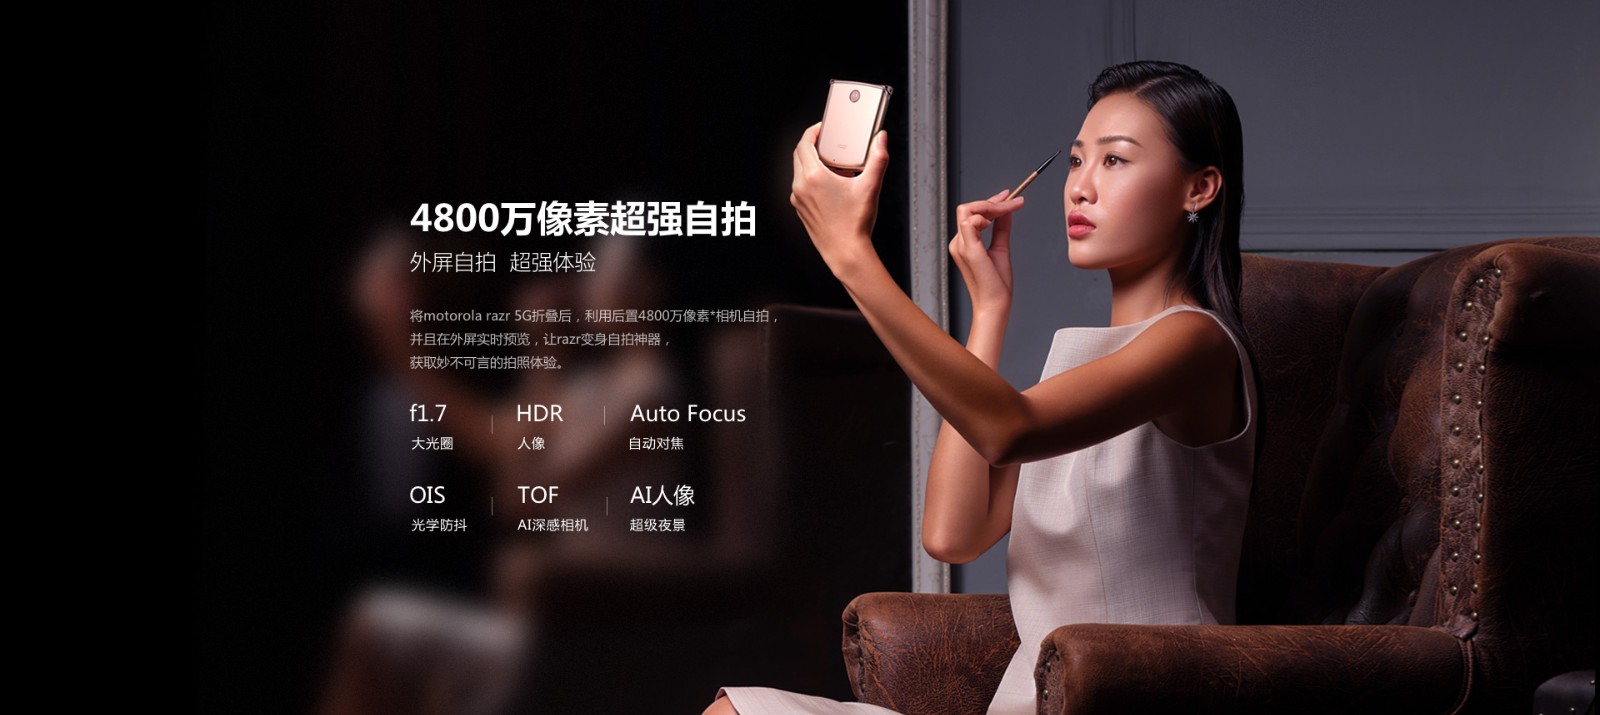 4800万像素超强自拍
外屏自拍 超强体验
将motorola razr 5G折叠后，利用后置4800万像素*相机自拍，
并且在外屏实时预览，让razr变身自拍神器，
获取妙不可言的拍照体验。
f1.7 HDR Auto Focus
大光圈 人像 自动对焦
OIS TOF AI人像
光学防抖 AI深感相机 超级夜景